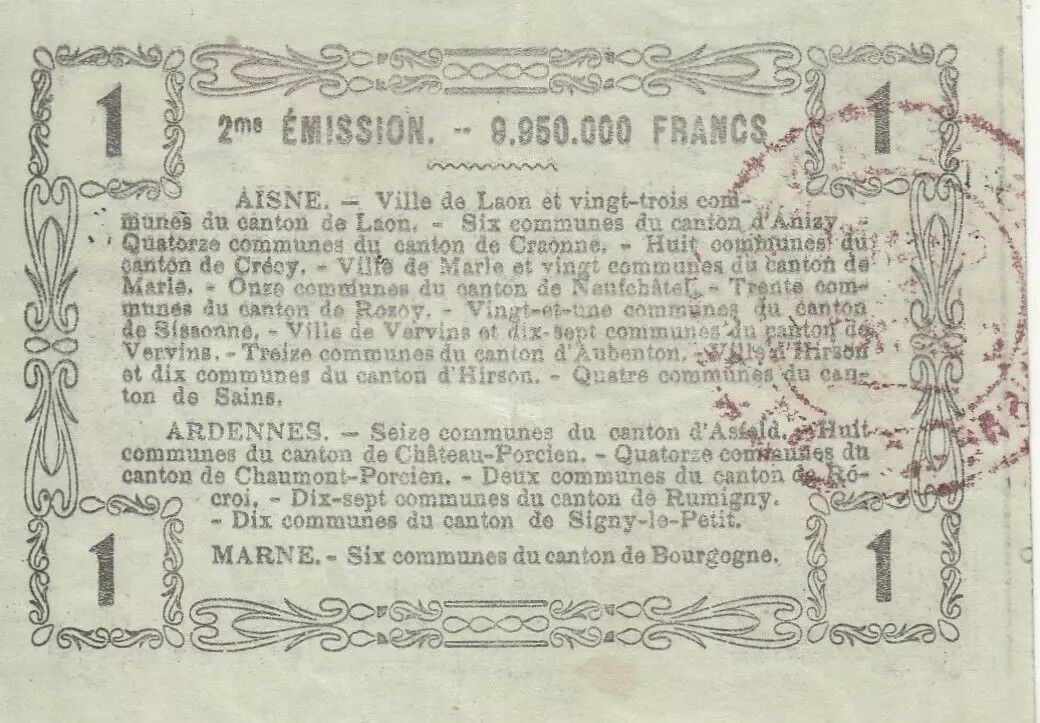 1 1
2me ÉMISSION. -- 9.950.000 FRANCS
AISNE. — Ville de Laon et vingt-trois com-
munes du canton de Laon. - Six communes du canton d'Anizy. -
Quatorze communes du canton de Craonne. - Huit communes du
canton de Crécy. - Ville de Marle et vingt communes du canton de
Marle. - Onze communes du canton de Neufchâtel. - Trente com-
munes du canton de Rozoy. - Vingt-et-une communes du canton
de Sissonne. - Ville de Vervins et dix-sept communes du canton de
Vervins. - Treize communes du canton d'Aubenton. - Ville d'Hirson
et dix communes du canton d'Hirson. - Quatre communes du can-
ton de Sains.
ARDENNES. — Seize communes du canton d'Asfeld. - Huit
communes du canton de Château-Porcien. - Quatorze communes du
canton de Chaumont-Porcien. - Deux communes du canton de Ro-
croi. - Dix-sept communes du canton de Rumigny.
- Dix communes du canton de Signy-le-Petit.
MARNE. - Six communes du canton de Bourgogne.
1 1